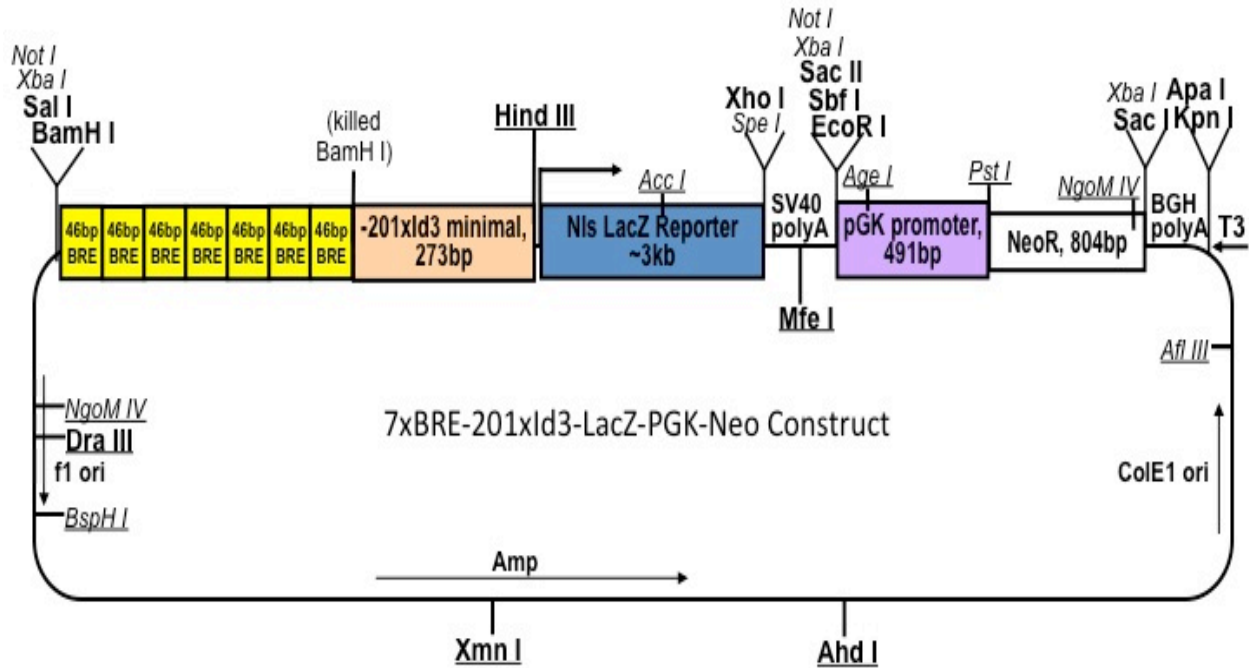 Not I
Xba I
Sal I
BamH I
(killed
BamH I)
Hind III
Acc I
Xho I
Spe I
Not I
Xba I
Sac II
Sbf I
EcoR I
Age I
Pst I
NgoM IV
Xba I
Sac I
Apa I
Kpn I
46bp
BRE
46bp
BRE
46bp
BRE
46bp
BRE
46bp
BRE
46bp
BRE
46bp
BRE
-201xId3 minimal,
273bp
Nls LacZ Reporter
~3kb
SV40
polyA
pGK promoter,
491bp
NeoR, 804bp
BGH
polyA
T3
Mfe I
Afl III
NgoM IV
Dra III
f1 ori
BspH I
7xBRE-201xId3-LacZ-PGK-Neo Construct
ColE1 ori
Amp
Xmn I
Ahd I